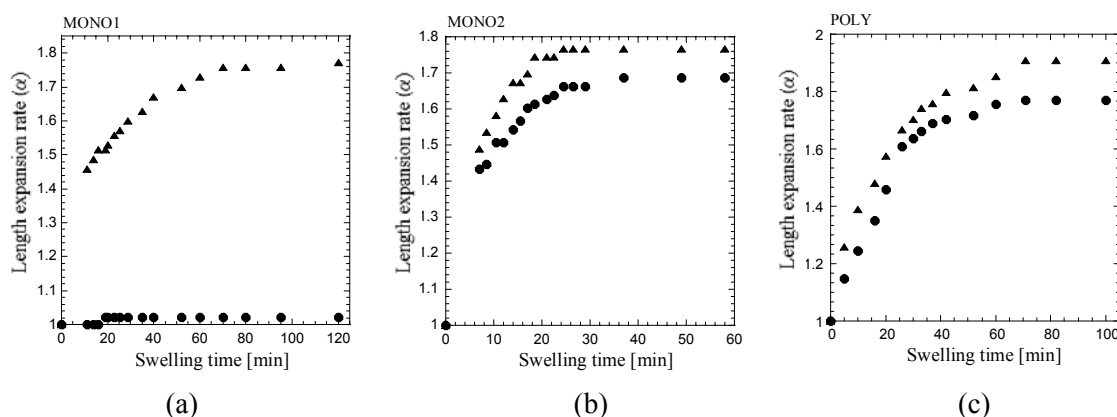 MONO1
Length expansion rate (α)
1.8
1.7
1.6
1.5
1.4
1.3
1.2
1.1
1
0 20 40 60 80 100 120
Swelling time [min]
(a)
MONO2
Length expansion rate (α)
1.8
1.7
1.6
1.5
1.4
1.3
1.2
1.1
1
0 10 20 30 40 50 60
Swelling time [min]
(b)
POLY
Length expansion rate (α)
2
1.8
1.6
1.4
1.2
1
0 20 40 60 80 100
Swelling time [min]
(c)